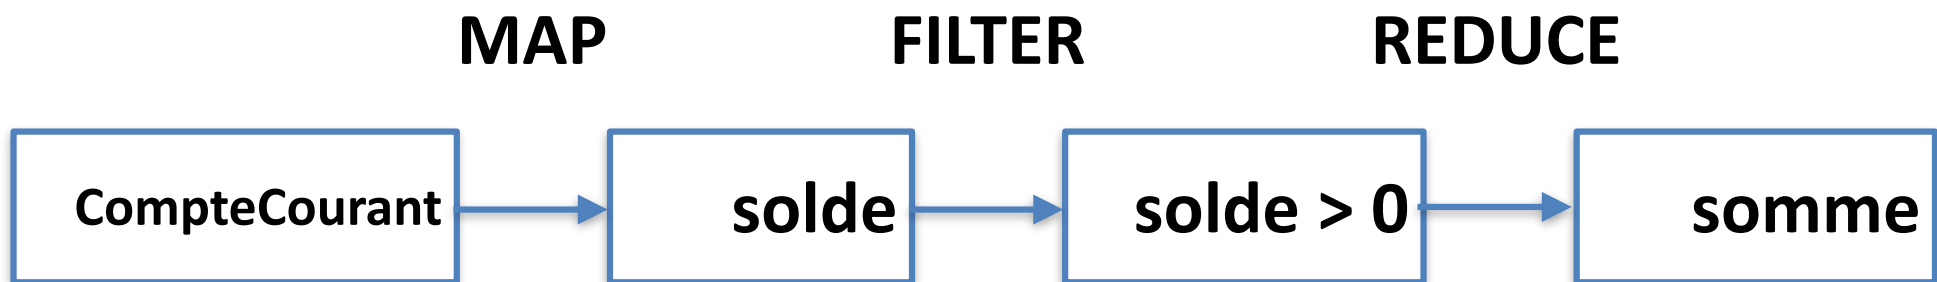 MAP FILTER REDUCE
CompteCourant solde solde > 0 somme